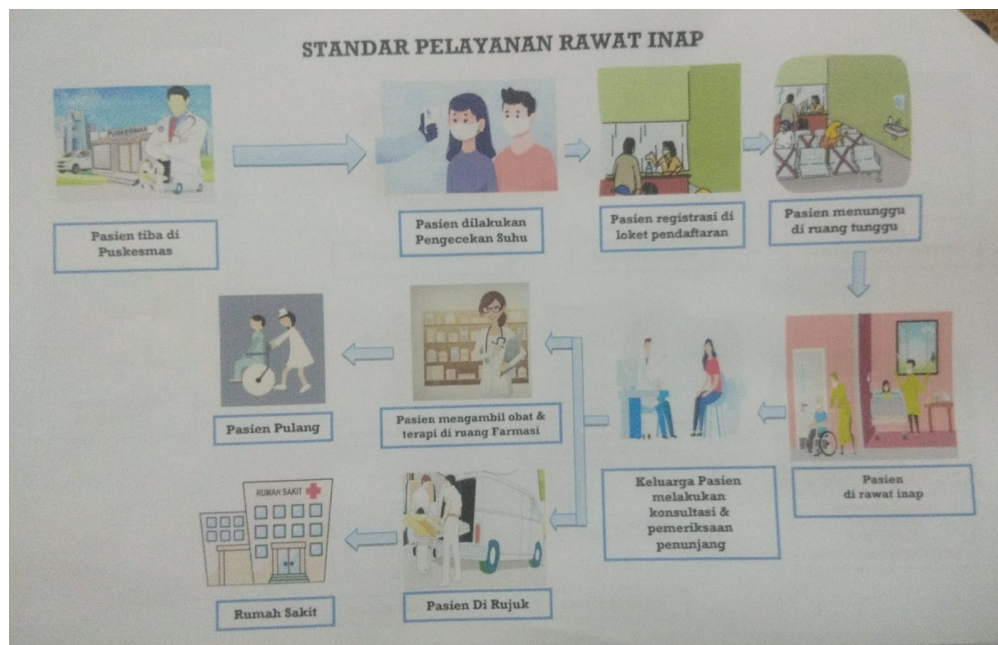 STANDAR PELAYANAN RAWAT INAP
PUSKESMAS
Pasien tiba di
Puskesmas
Pasien dilakukan
Pengecekan Suhu
Pasien registrasi di
loket pendaftaran
Pasien menunggu
di ruang tunggu
Pasien
di rawat inap
Keluarga Pasien
melakukan
konsultasi &
pemeriksaan
penunjang
Pasien mengambil obat &
terapi di ruang Farmasi
Pasien Pulang
Pasien Di Rujuk
RUMAH SAKIT
Rumah Sakit